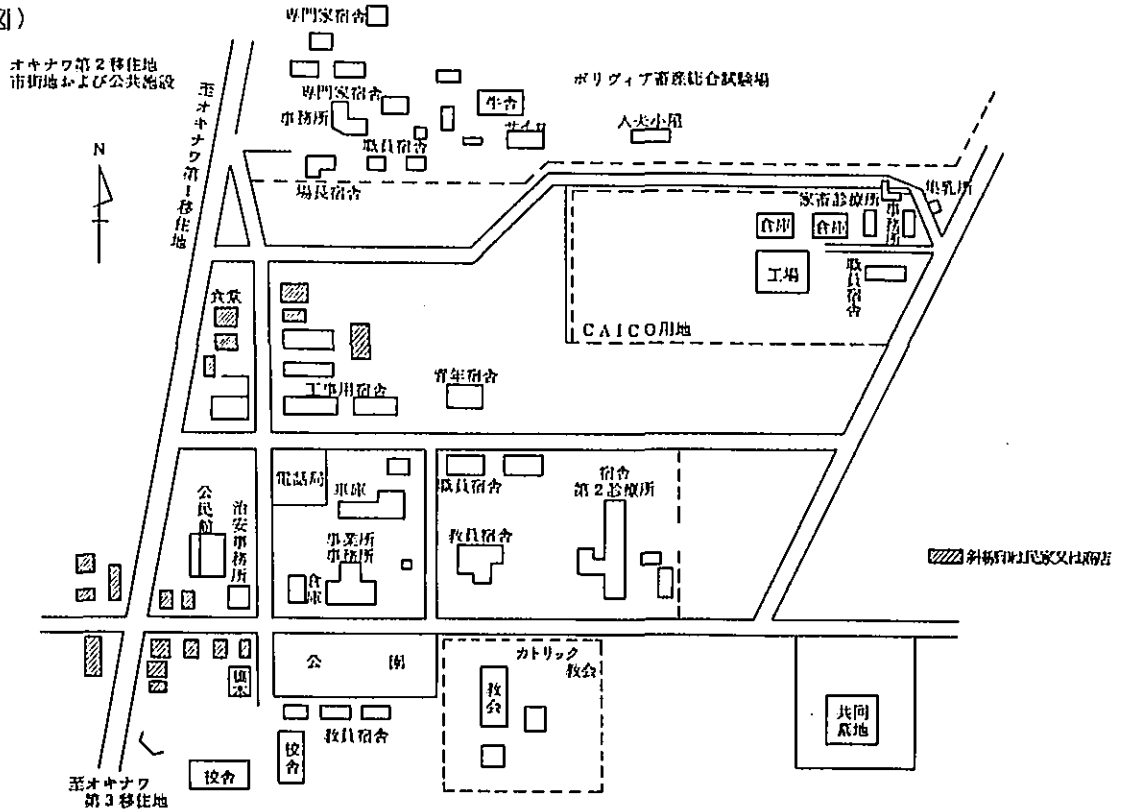 図)
オキナワ第2移住地
市街地および公共施設
至オキナワ第1移住地
N
専門家宿舎
専門家宿舎
事務所
職員宿舎
場長宿舎
牛舎
サイロ
ボリヴィア畜産総合試験場
人夫小屋
集乳所
家畜診療所
事務所
倉庫
倉庫
工場
職員宿舎
CAICO用地
食堂
工事用宿舎
青年宿舎
電話局
車庫
職員宿舎
宿舎
第2診療所
公民館
治安事務所
事業所
事務所
倉庫
教員宿舎
斜線印は民家又は商店
公園
カトリック
教会
教会
農協
教員宿舎
校舎
校舎
共同
墓地
至オキナワ
第3移住地